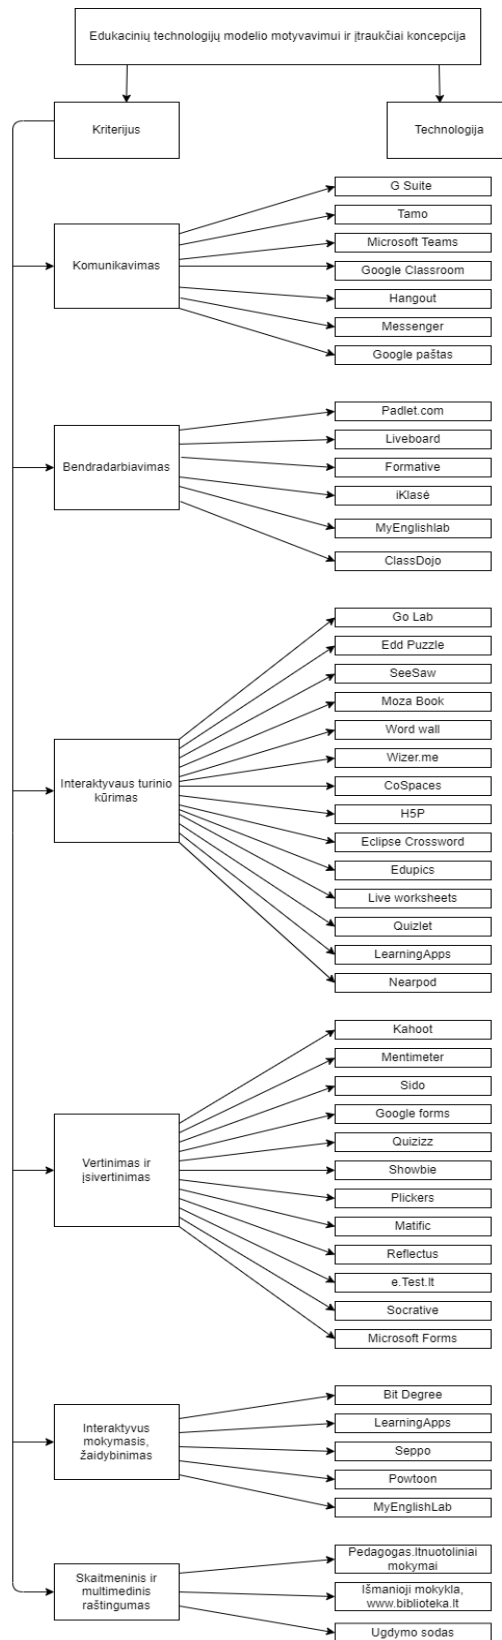 Edukacinių technologijų modelio motyvavimui ir įtraukčiai koncepcija
Kriterijus
Technologija
Komunikavimas
G Suite
Tamo
Microsoft Teams
Google Classroom
Hangout
Messenger
Google paštas
Bendradarbiavimas
Padlet.com
Liveboard
Formative
iKlasė
MyEnglishlab
ClassDojo
Interaktyvaus turinio
kūrimas
Go Lab
Edd Puzzle
SeeSaw
Moza Book
Word wall
Wizer.me
CoSpaces
H5P
Eclipse Crossword
Edupics
Live worksheets
Quizlet
LearningApps
Nearpod
Vertinimas ir
įsivertinimas
Kahoot
Mentimeter
Sido
Google forms
Quizizz
Showbie
Plickers
Matific
Reflectus
e.Test.lt
Socrative
Microsoft Forms
Interaktyvus
mokymasis,
žaidybinimas
Bit Degree
LearningApps
Seppo
Powtoon
MyEnglishLab
Skaitmeninis ir
multimedinis
raštingumas
Pedagogas.ltnuotoliniai
mokymai
Išmanioji mokykla,
www.biblioteka.lt
Ugdymo sodas